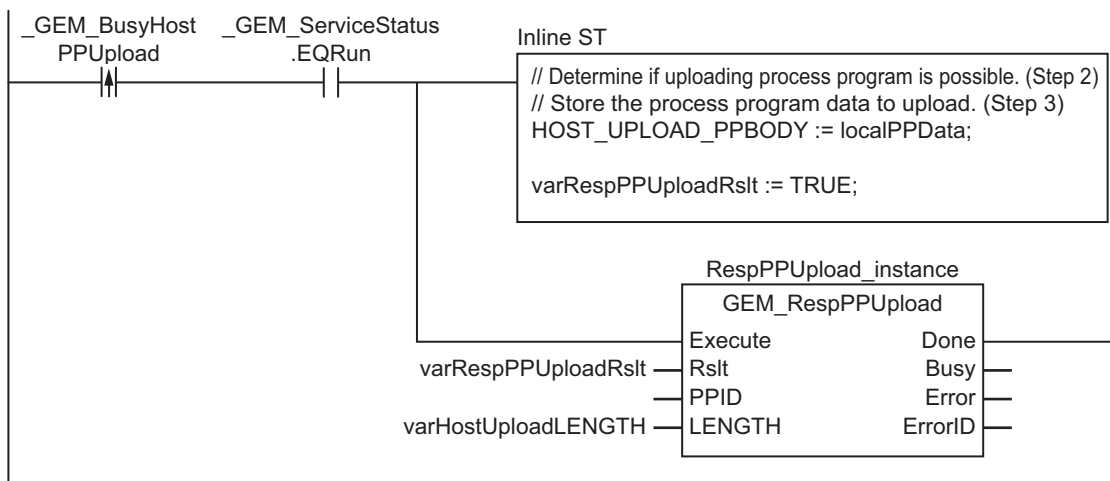 _GEM_BusyHost
PPUpload
_GEM_ServiceStatus
.EQRun
Inline ST
// Determine if uploading process program is possible. (Step 2)
// Store the process program data to upload. (Step 3)
HOST_UPLOAD_PPBODY := localPPData;
varRespPPUploadRslt := TRUE;
RespPPUpload_instance
GEM_RespPPUpload
Execute Done
varRespPPUploadRslt Rslt Busy
PPID Error
varHostUploadLENGTH LENGTH ErrorID